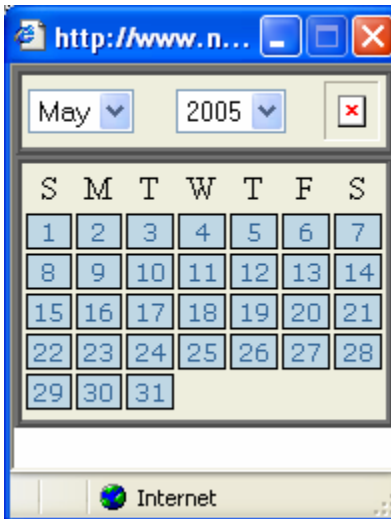 http://www.n...
May 2005
S M T W T F S
1 2 3 4 5 6 7
8 9 10 11 12 13 14
15 16 17 18 19 20 21
22 23 24 25 26 27 28
29 30 31
Internet